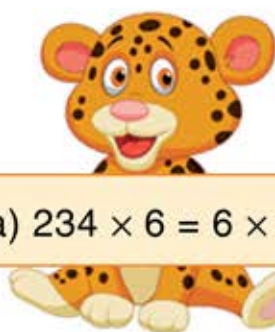 a) 234 × 6 = 6 ×